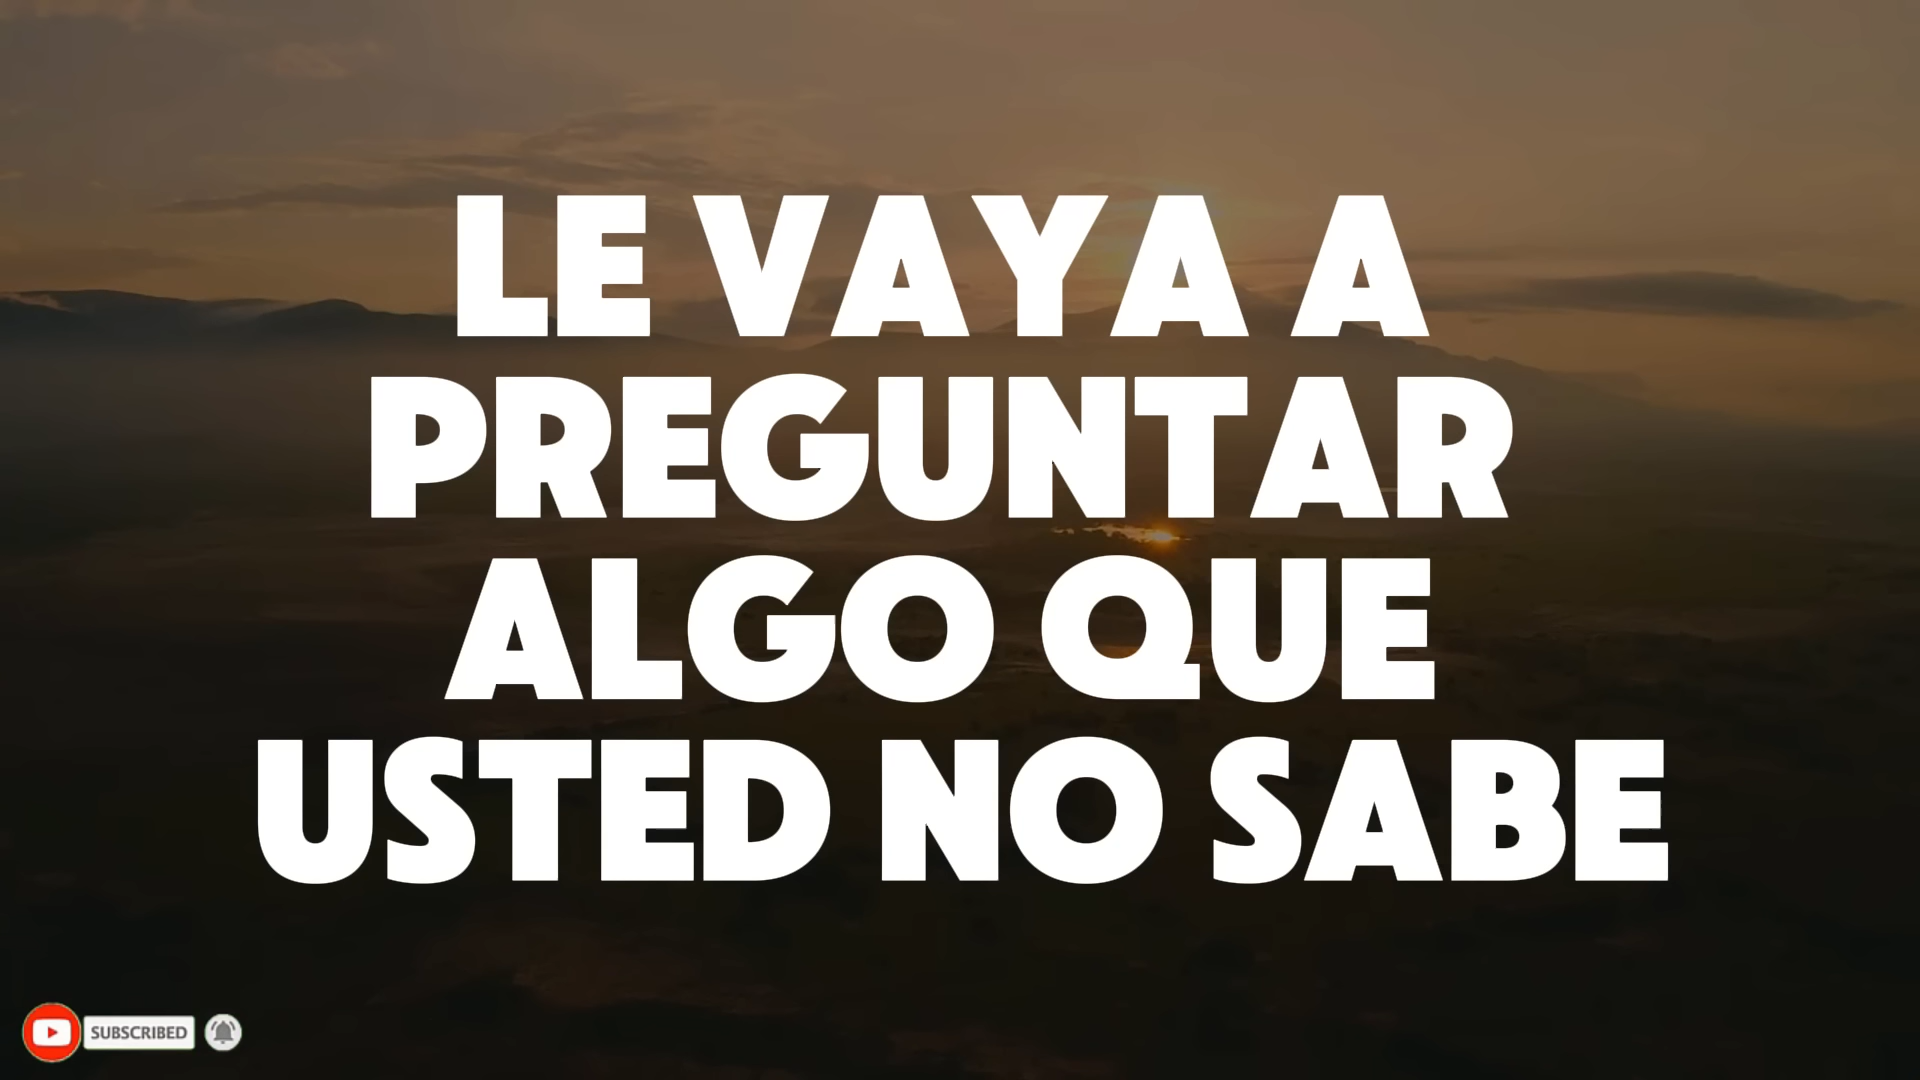 LE VAYA A
PREGUNTAR
ALGO QUE
USTED NO SABE
SUBSCRIBED